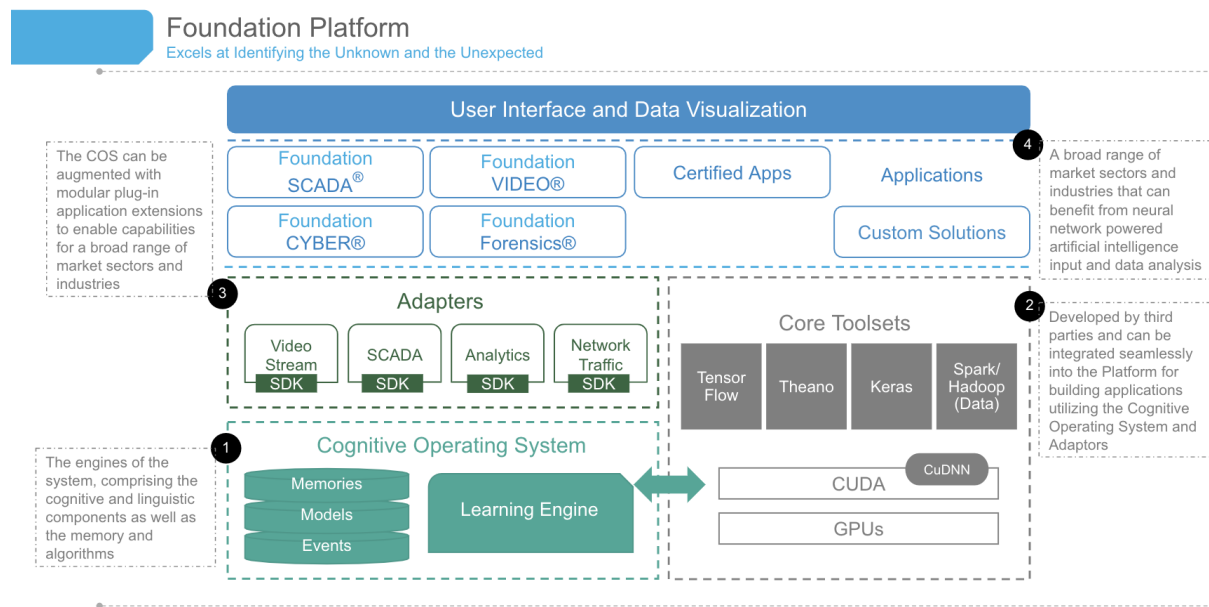 Foundation Platform
Excels at Identifying the Unknown and the Unexpected
User Interface and Data Visualization
The COS can be
augmented with
modular plug-in
application extensions
to enable capabilities
for a broad range of
market sectors and
industries
Foundation
SCADA®
Foundation
VIDEO®
Certified Apps
Applications
Foundation
CYBER®
Foundation
Forensics®
Custom Solutions
4
A broad range of
market sectors and
industries that can
benefit from neural
network powered
artificial intelligence
input and data analysis
3
Adapters
Video
Stream
SDK
SCADA
SDK
Analytics
SDK
Network
Traffic
SDK
Core Toolsets
Tensor
Flow
Theano
Keras
Spark/
Hadoop
(Data)
2
Developed by third
parties and can be
integrated seamlessly
into the Platform for
building applications
utilizing the Cognitive
Operating System and
Adaptors
1
The engines of the
system, comprising the
cognitive and linguistic
components as well as
the memory and
algorithms
Cognitive Operating System
Memories
Models
Events
Learning Engine
CuDNN
CUDA
GPUs